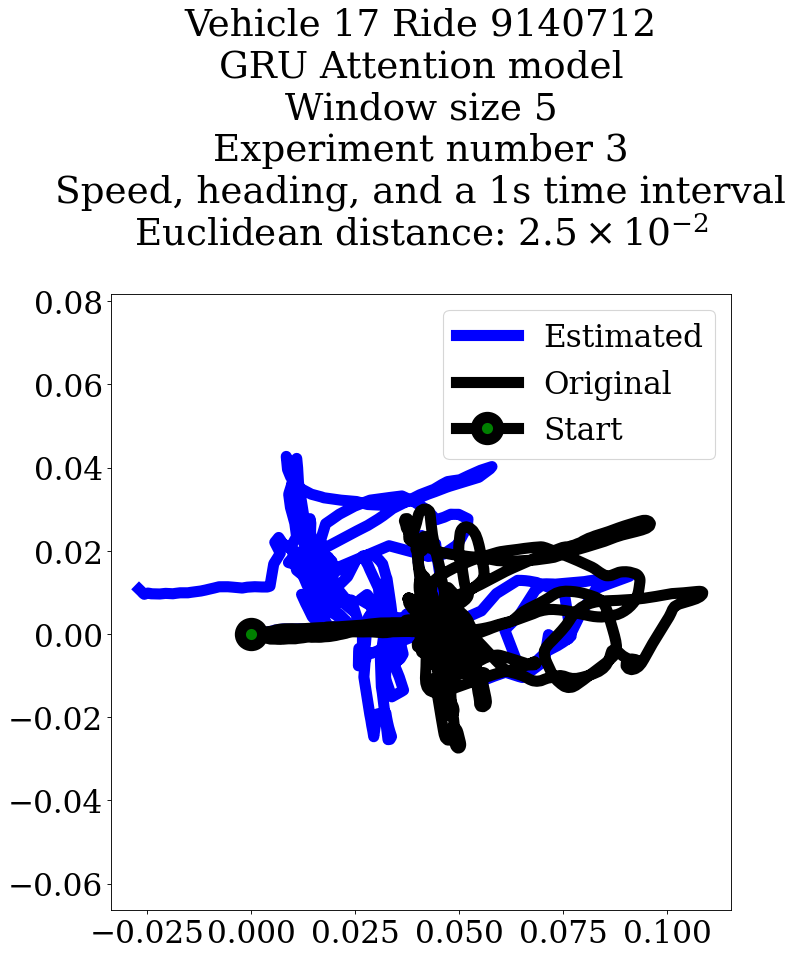 Vehicle 17 Ride 9140712
GRU Attention model
Window size 5
Experiment number 3
Speed, heading, and a 1s time interval
Euclidean distance: 2.5 × 10⁻²
Estimated
Original
Start
0.08
0.06
0.04
0.02
0.00
−0.02
−0.04
−0.06
−0.025 0.000 0.025 0.050 0.075 0.100